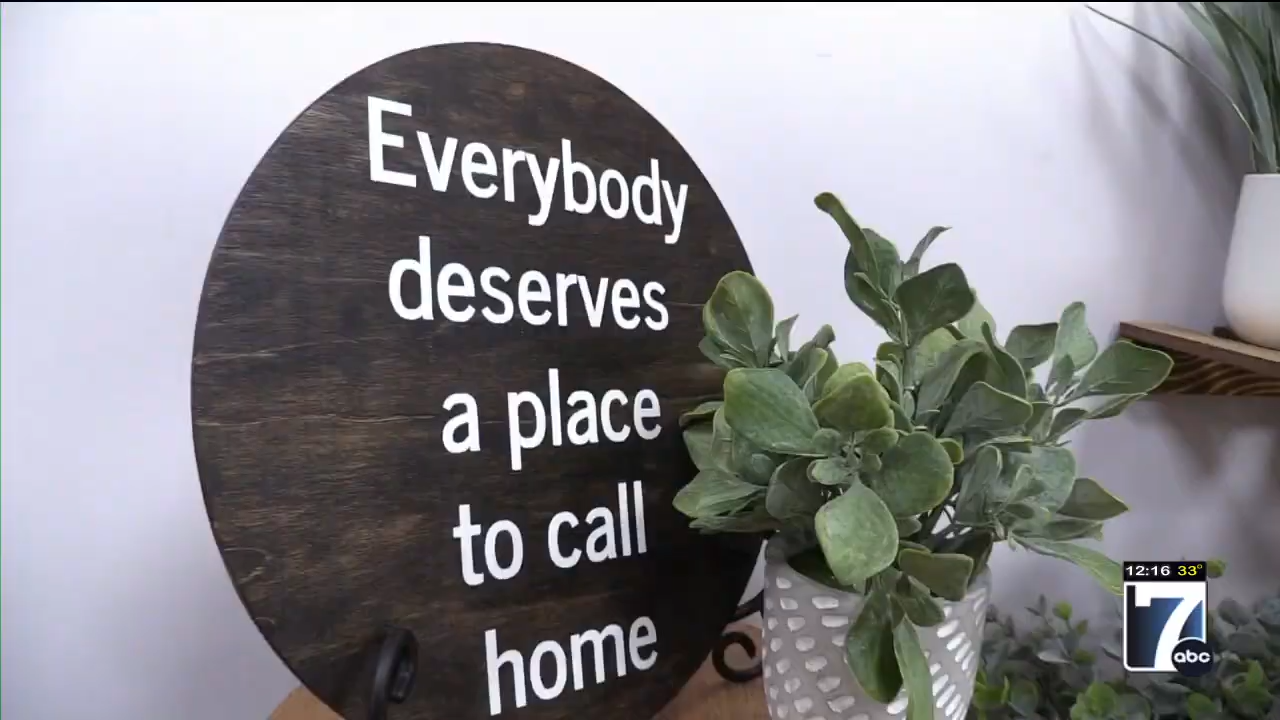 Everybody
deserves
a place
to call
home
12:16 33°
7
abc